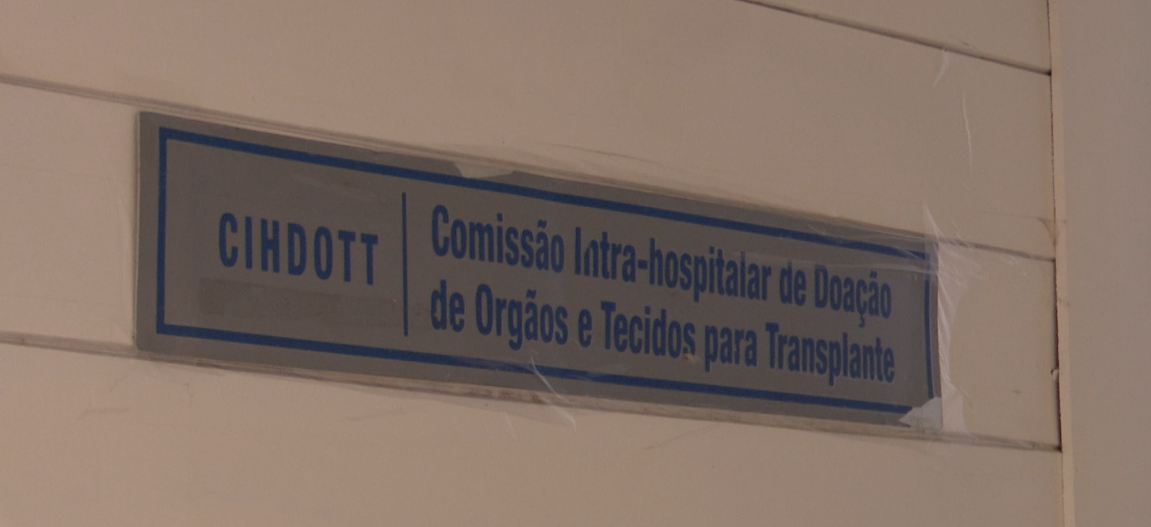 CIHDOTT
Comissão Intra-hospitalar de Doação
de Orgãos e Tecidos para Transplante